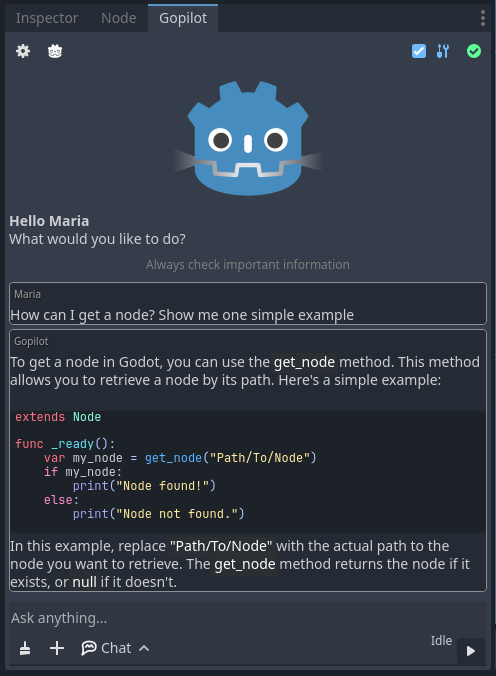 Inspector Node Gopilot
Hello Maria
What would you like to do?
Always check important information
Maria
How can I get a node? Show me one simple example
Gopilot
To get a node in Godot, you can use the get_node method. This method
allows you to retrieve a node by its path. Here's a simple example:
extends Node
func _ready():
    var my_node = get_node("Path/To/Node")
    if my_node:
        print("Node found!")
    else:
        print("Node not found.")
In this example, replace "Path/To/Node" with the actual path to the
node you want to retrieve. The get_node method returns the node if it
exists, or null if it doesn't.
Ask anything...
Chat
Idle